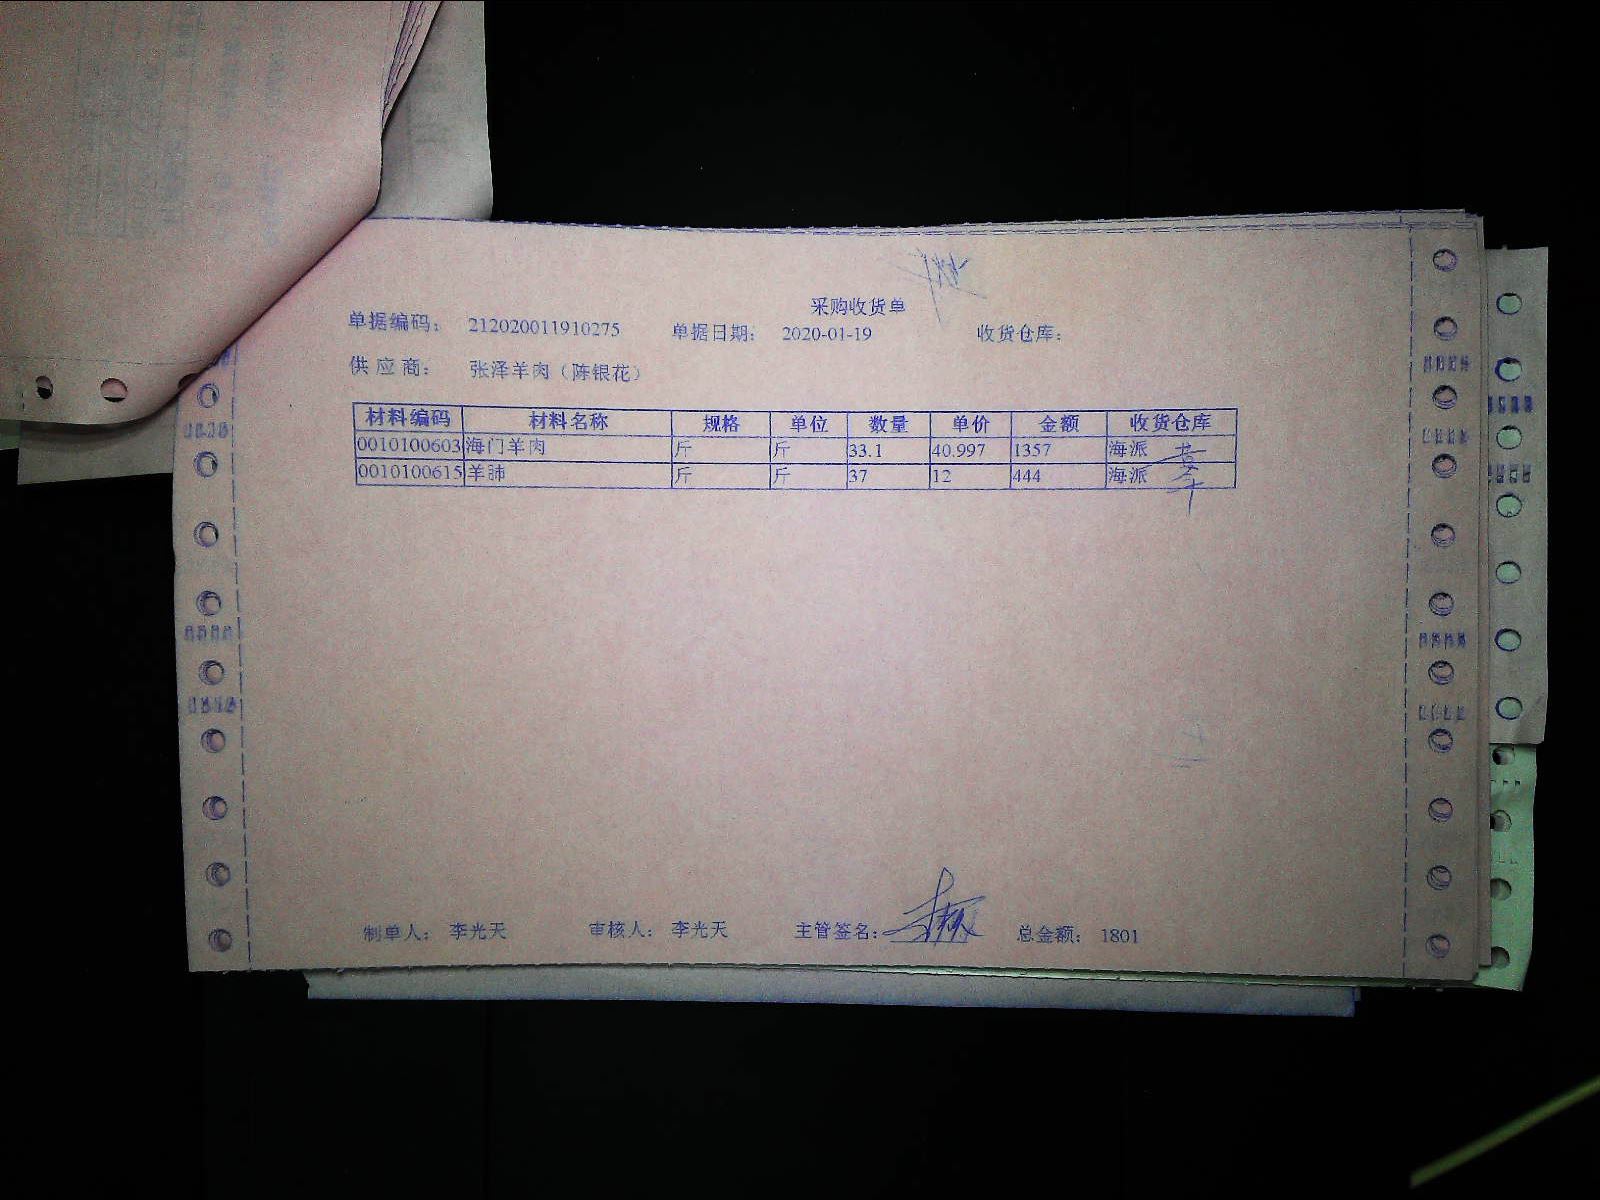 采购收货单
单据编码: 212020011910275 单据日期: 2020-01-19 收货仓库:
供应商: 张泽羊肉（陈银花）
材料编码 材料名称 规格 单位 数量 单价 金额 收货仓库
0010100603 海门羊肉 斤 斤 33.1 40.997 1357 海派
0010100615 羊肺 斤 斤 37 12 444 海派
制单人: 李光天 审核人: 李光天 主管签名: 总金额: 1801